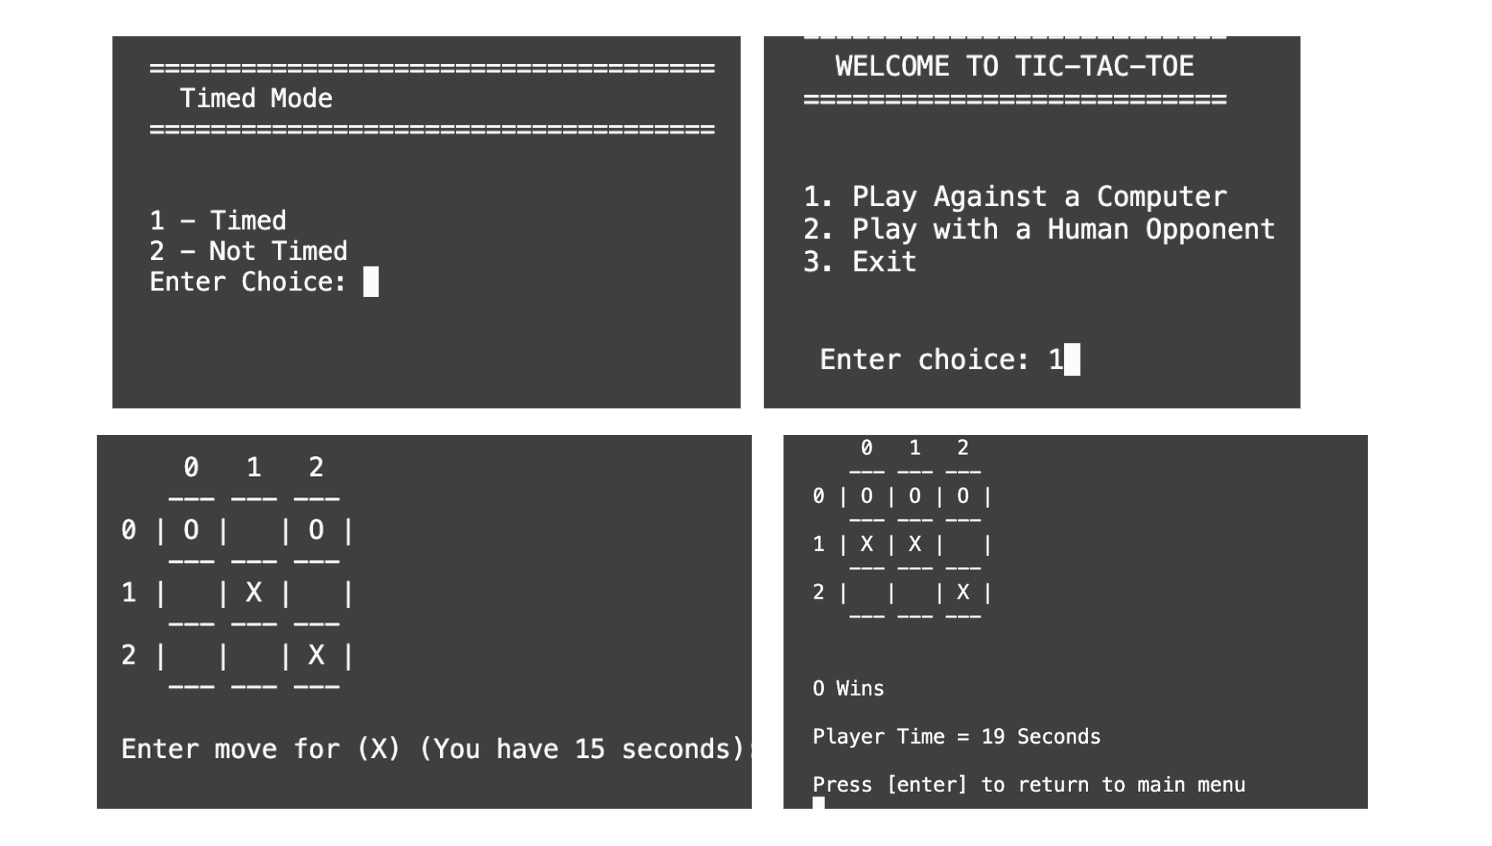 ====================================
Timed Mode
====================================
1 – Timed
2 – Not Timed
Enter Choice:
WELCOME TO TIC–TAC–TOE
==========================
1. PLay Against a Computer
2. Play with a Human Opponent
3. Exit
Enter choice: 1
0 1 2
––– ––– –––
0 | O |   | O |
––– ––– –––
1 |   | X |   |
––– ––– –––
2 |   |   | X |
––– ––– –––
Enter move for (X) (You have 15 seconds):
0 1 2
––– ––– –––
0 | O | O | O |
––– ––– –––
1 | X | X |   |
––– ––– –––
2 |   |   | X |
––– ––– –––
O Wins
Player Time = 19 Seconds
Press [enter] to return to main menu